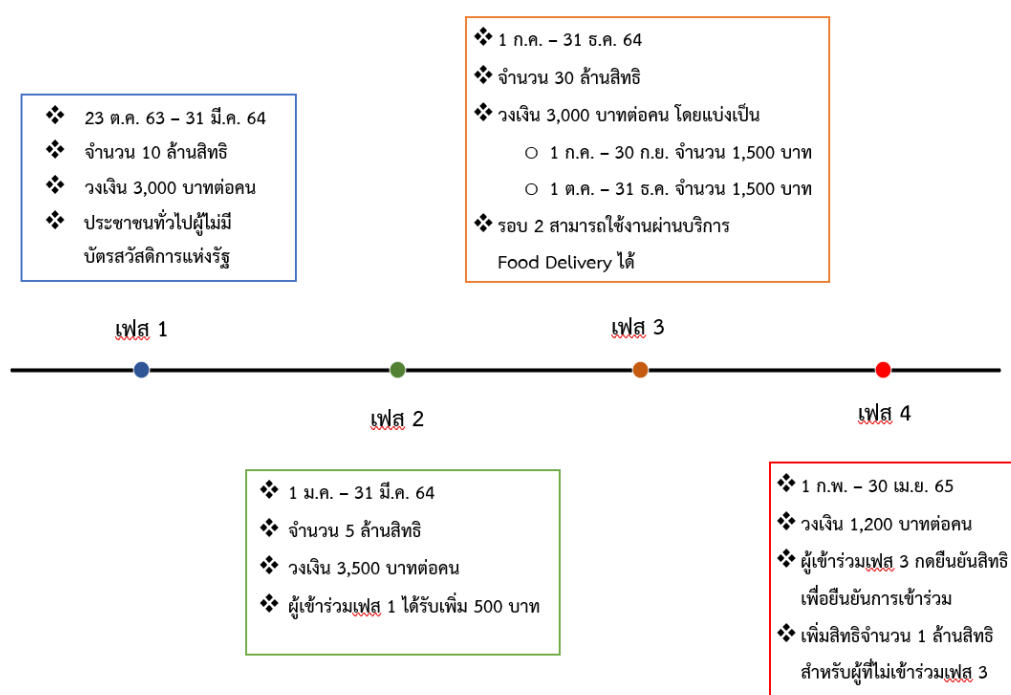 ❖ 23 ต.ค. 63 – 31 มี.ค. 64
❖ จำนวน 10 ล้านสิทธิ
❖ วงเงิน 3,000 บาทต่อคน
❖ ประชาชนทั่วไปผู้ไม่มี
บัตรสวัสดิการแห่งรัฐ
เฟส 1
เฟส 2
❖ 1 ม.ค. – 31 มี.ค. 64
❖ จำนวน 5 ล้านสิทธิ
❖ วงเงิน 3,500 บาทต่อคน
❖ ผู้เข้าร่วมเฟส 1 ได้รับเพิ่ม 500 บาท
❖ 1 ก.ค. – 31 ธ.ค. 64
❖ จำนวน 30 ล้านสิทธิ
❖ วงเงิน 3,000 บาทต่อคน โดยแบ่งเป็น
○ 1 ก.ค. – 30 ก.ย. จำนวน 1,500 บาท
○ 1 ต.ค. – 31 ธ.ค. จำนวน 1,500 บาท
❖ รอบ 2 สามารถใช้งานผ่านบริการ
Food Delivery ได้
เฟส 3
เฟส 4
❖ 1 ก.พ. – 30 เม.ย. 65
❖ วงเงิน 1,200 บาทต่อคน
❖ ผู้เข้าร่วมเฟส 3 กดยืนยันสิทธิ
เพื่อยืนยันการเข้าร่วม
❖ เพิ่มสิทธิจำนวน 1 ล้านสิทธิ
สำหรับผู้ที่ไม่เข้าร่วมเฟส 3